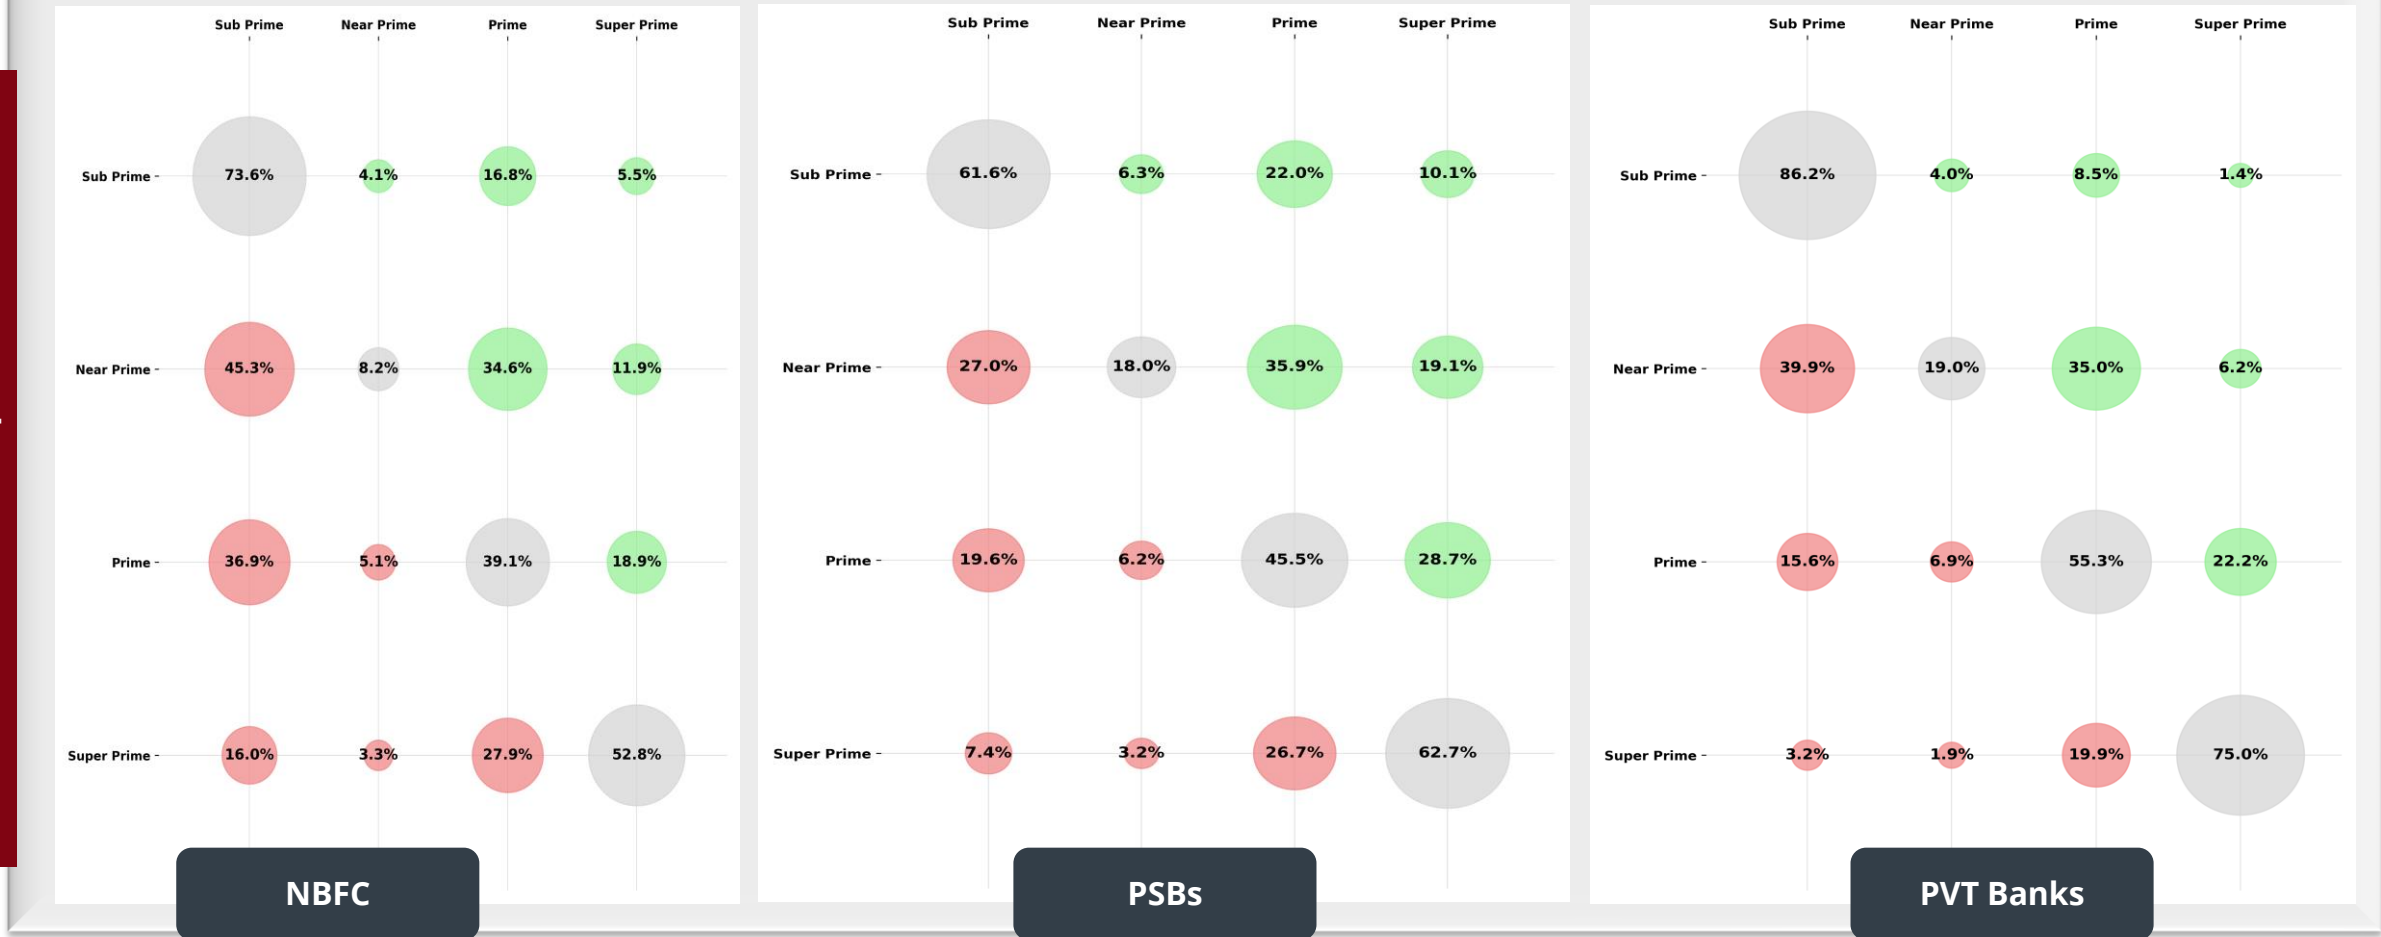 Sub Prime Near Prime Prime Super Prime
Sub Prime 73.6% 4.1% 16.8% 5.5%
Near Prime 45.3% 8.2% 34.6% 11.9%
Prime 36.9% 5.1% 39.1% 18.9%
Super Prime 16.0% 3.3% 27.9% 52.8%
NBFC
Sub Prime Near Prime Prime Super Prime
Sub Prime 61.6% 6.3% 22.0% 10.1%
Near Prime 27.0% 18.0% 35.9% 19.1%
Prime 19.6% 6.2% 45.5% 28.7%
Super Prime 7.4% 3.2% 26.7% 62.7%
PSBs
Sub Prime Near Prime Prime Super Prime
Sub Prime 86.2% 4.0% 8.5% 1.4%
Near Prime 39.9% 19.0% 35.0% 6.2%
Prime 15.6% 6.9% 55.3% 22.2%
Super Prime 3.2% 1.9% 19.9% 75.0%
PVT Banks